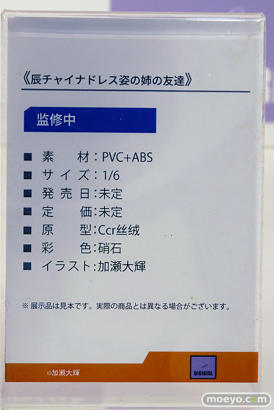 《辰チャイナドレス姿の姉の友達》
監修中
■ 素　　材：PVC+ABS
■ サ イ ズ：1/6
■ 発 売 日：未定
■ 定　　価：未定
■ 原　　型：Ccr丝绒
■ 彩　　色：硝石
■ イラスト：加瀬大輝
※ 展示品は見本です。実際の商品とは異なる場合がございます。
©加瀬大輝
DIGIGIRL
moeyo.com